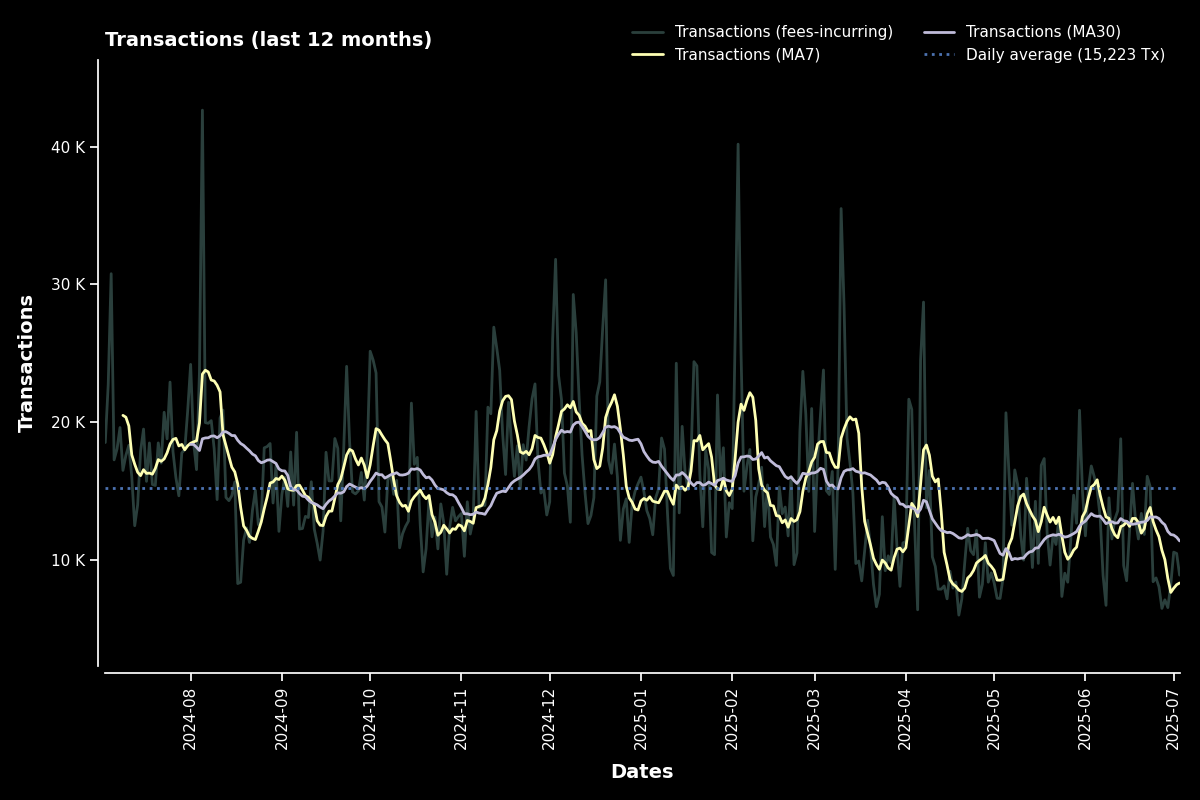 Transactions (last 12 months)
Transactions (fees-incurring)
Transactions (MA7)
Transactions (MA30)
Daily average (15,223 Tx)
Transactions
40 K
30 K
20 K
10 K
2024-08
2024-09
2024-10
2024-11
2024-12
2025-01
2025-02
2025-03
2025-04
2025-05
2025-06
2025-07
Dates